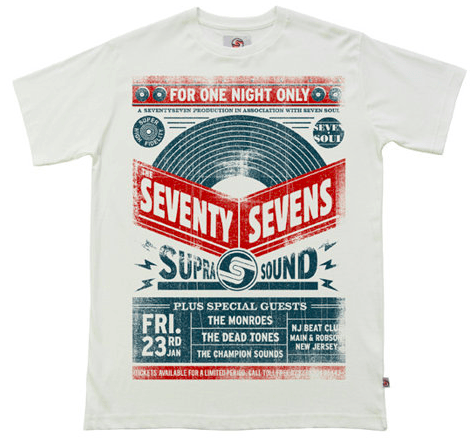 FOR ONE NIGHT ONLY
A SEVENTYSEVEN PRODUCTION IN ASSOCIATION WITH SEVEN SOUL
SUPER
HIGH
FIDELITY
SEVEN
SOUL
THE
SEVENTY SEVENS
SUPRA SOUND
PLUS SPECIAL GUESTS
FRI.
23RD
JAN
THE MONROES
THE DEAD TONES
THE CHAMPION SOUNDS
NJ BEAT CLUB
MAIN & ROBSON
NEW JERSEY
TICKETS AVAILABLE FOR A LIMITED PERIOD. CALL TOLL FREE